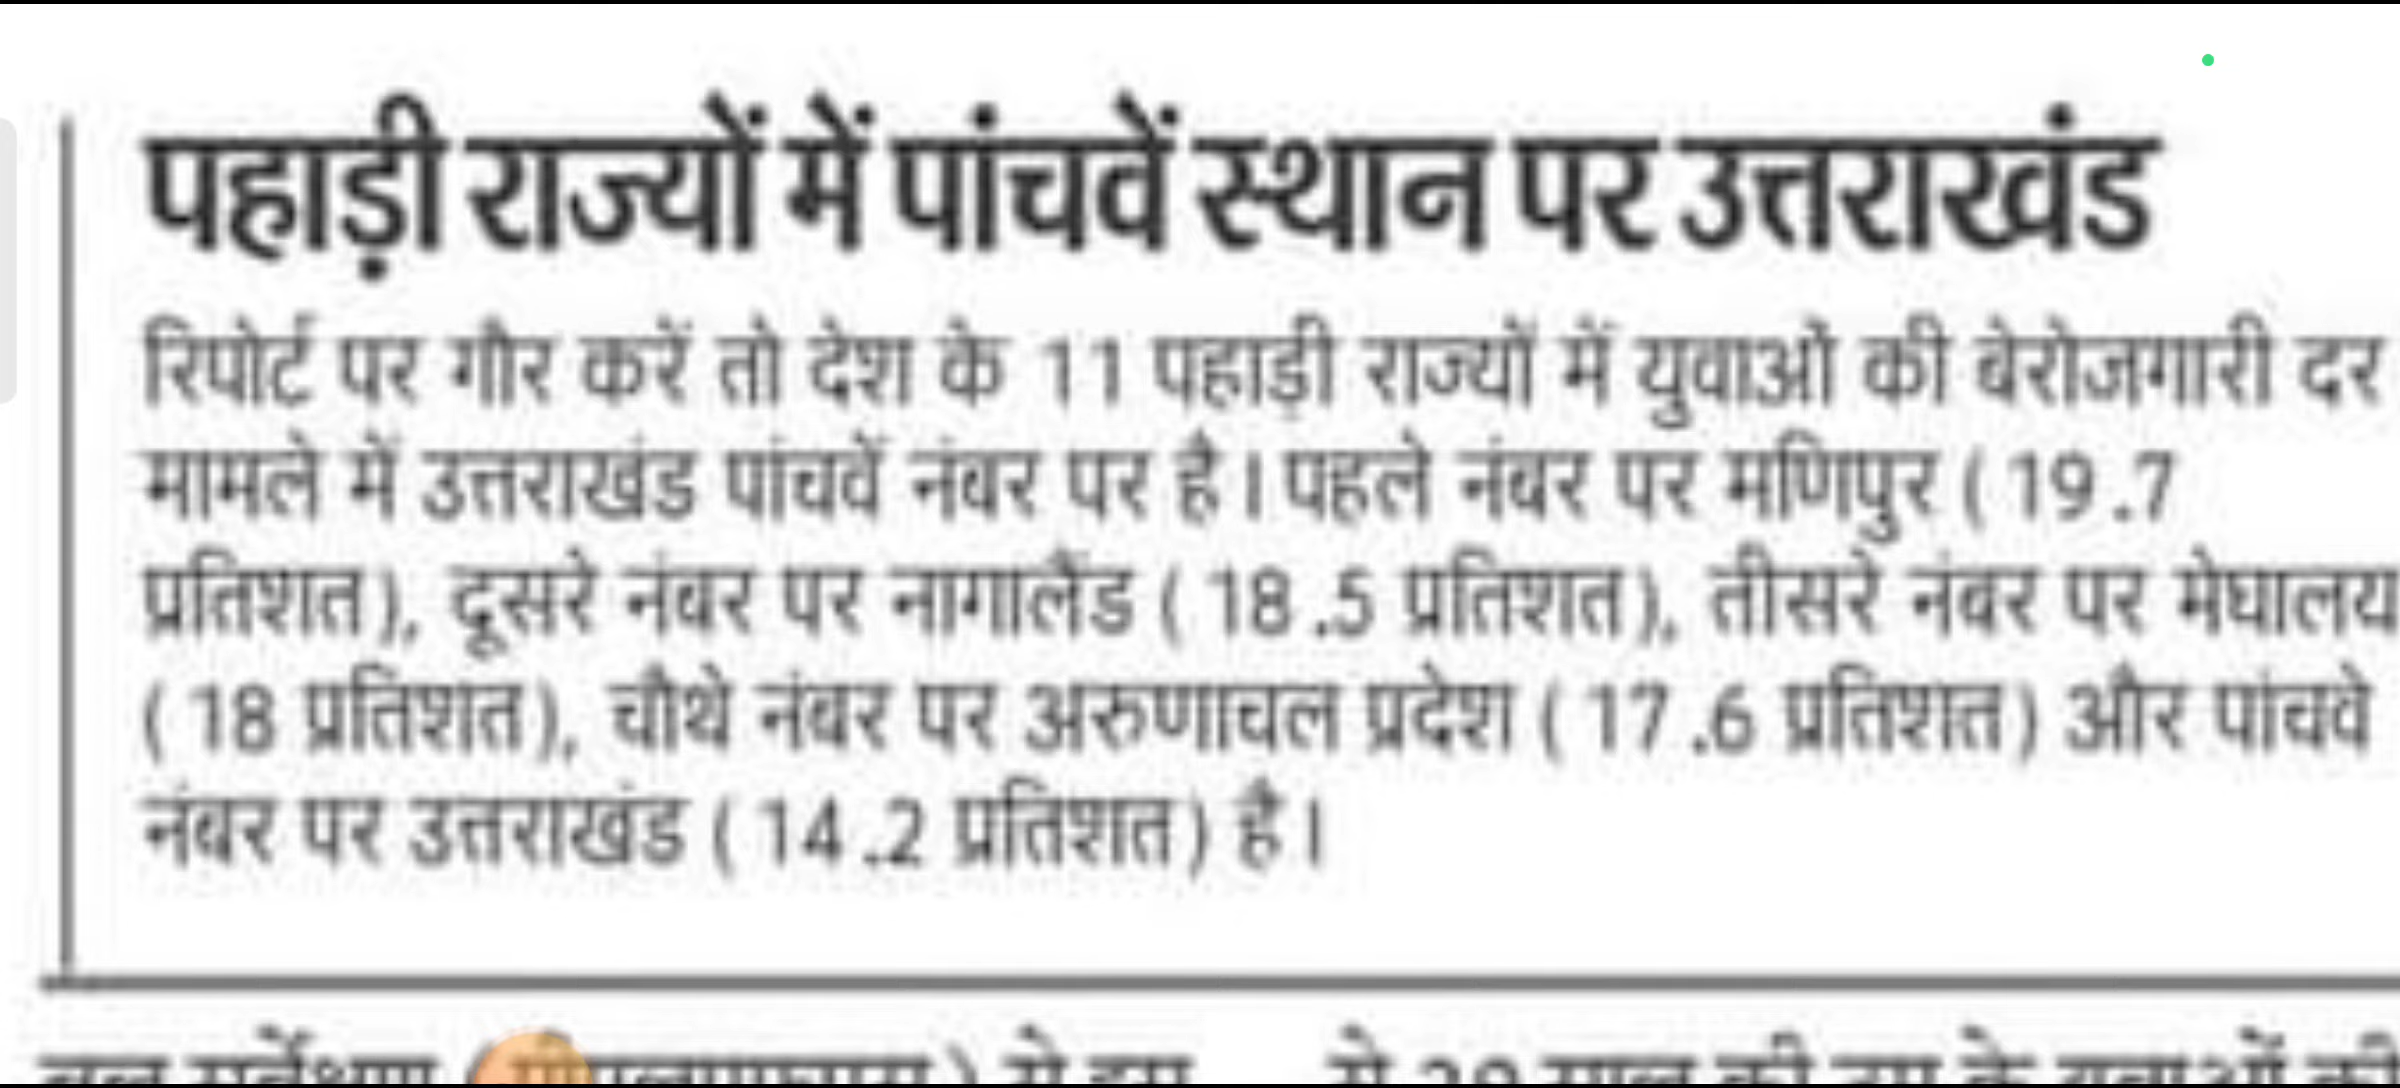 पहाड़ी राज्यों में पांचवें स्थान पर उत्तराखंड
रिपोर्ट पर गौर करें तो देश के 11 पहाड़ी राज्यों में युवाओं की बेरोजगारी दर
मामले में उत्तराखंड पांचवें नंबर पर है। पहले नंबर पर मणिपुर (19.7
प्रतिशत), दूसरे नंबर पर नागालैंड (18.5 प्रतिशत), तीसरे नंबर पर मेघालय
(18 प्रतिशत), चौथे नंबर पर अरुणाचल प्रदेश (17.6 प्रतिशत) और पांचवे
नंबर पर उत्तराखंड (14.2 प्रतिशत) है।